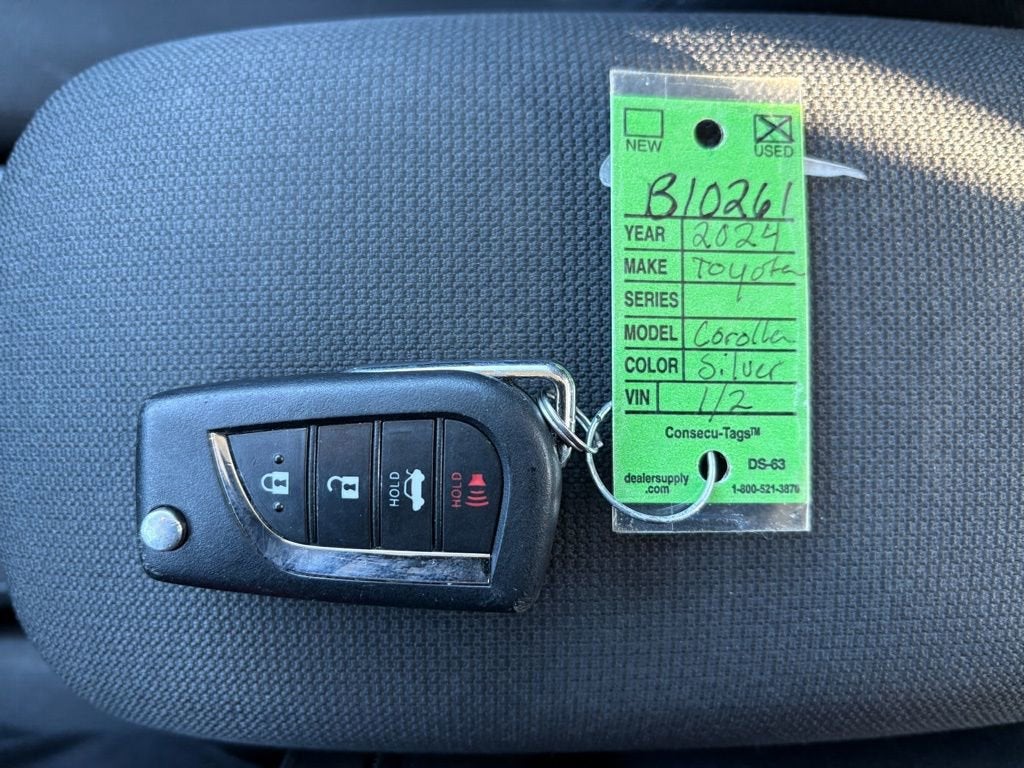 NEW USED
B10261
YEAR 2024
MAKE Toyota
SERIES
MODEL Corolla
COLOR Silver
VIN 1/2
Consecu-Tags™
DS-63
dealersupply
.com
1-800-521-3876
HOLD
HOLD